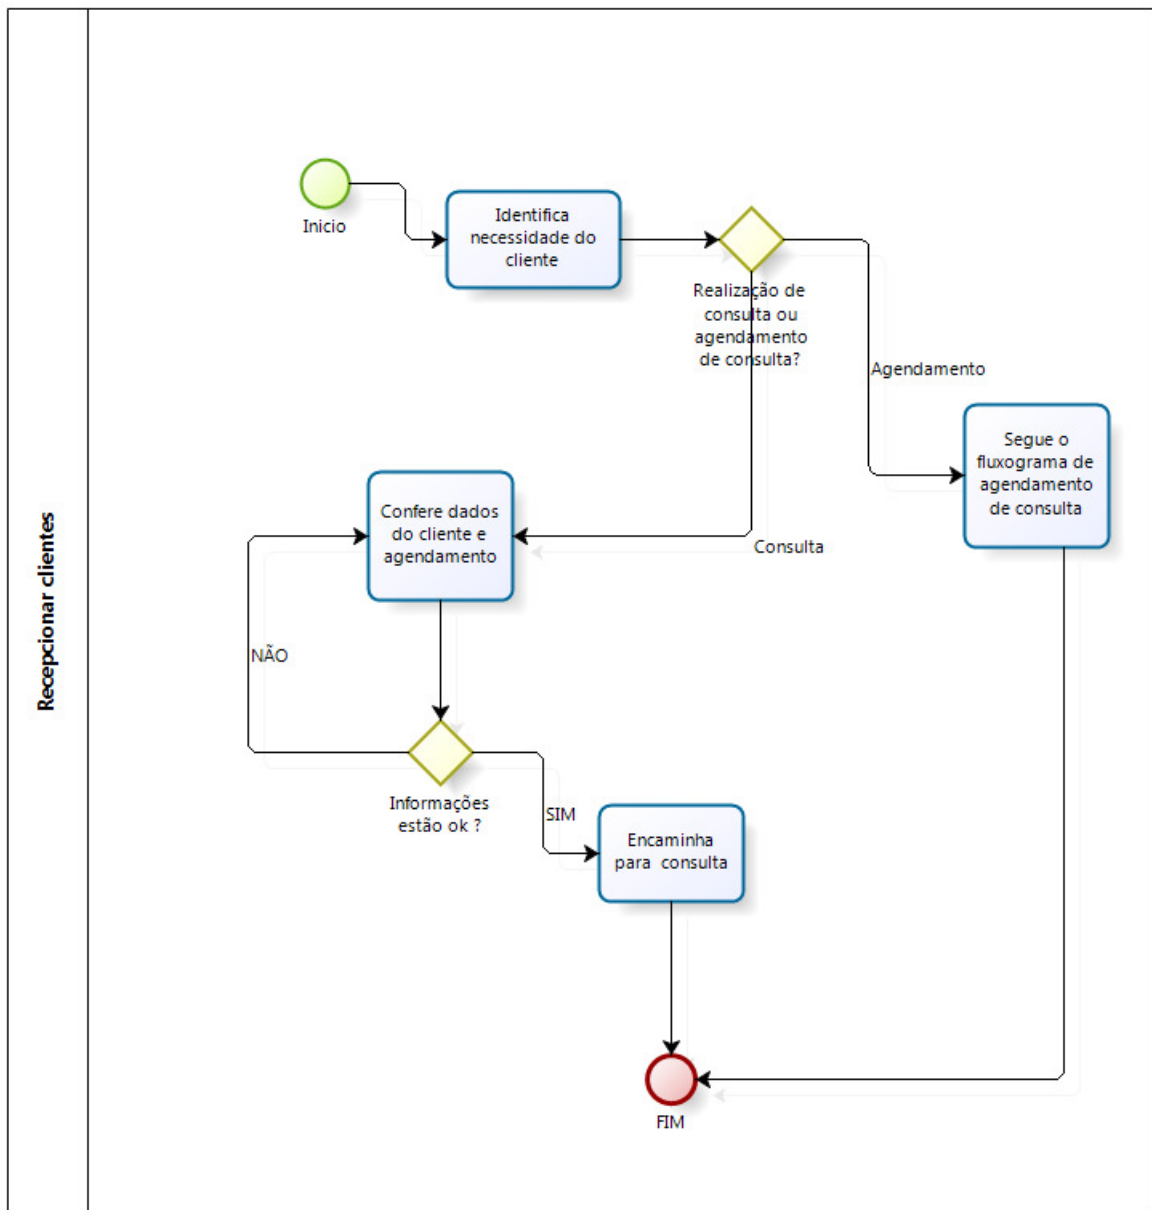 Recepcionar clientes
Inicio
Identifica
necessidade do
cliente
Realização de
consulta ou
agendamento
de consulta?
Agendamento
Segue o
fluxograma de
agendamento
de consulta
Consulta
Confere dados
do cliente e
agendamento
NÃO
Informações
estão ok ?
SIM
Encaminha
para consulta
FIM